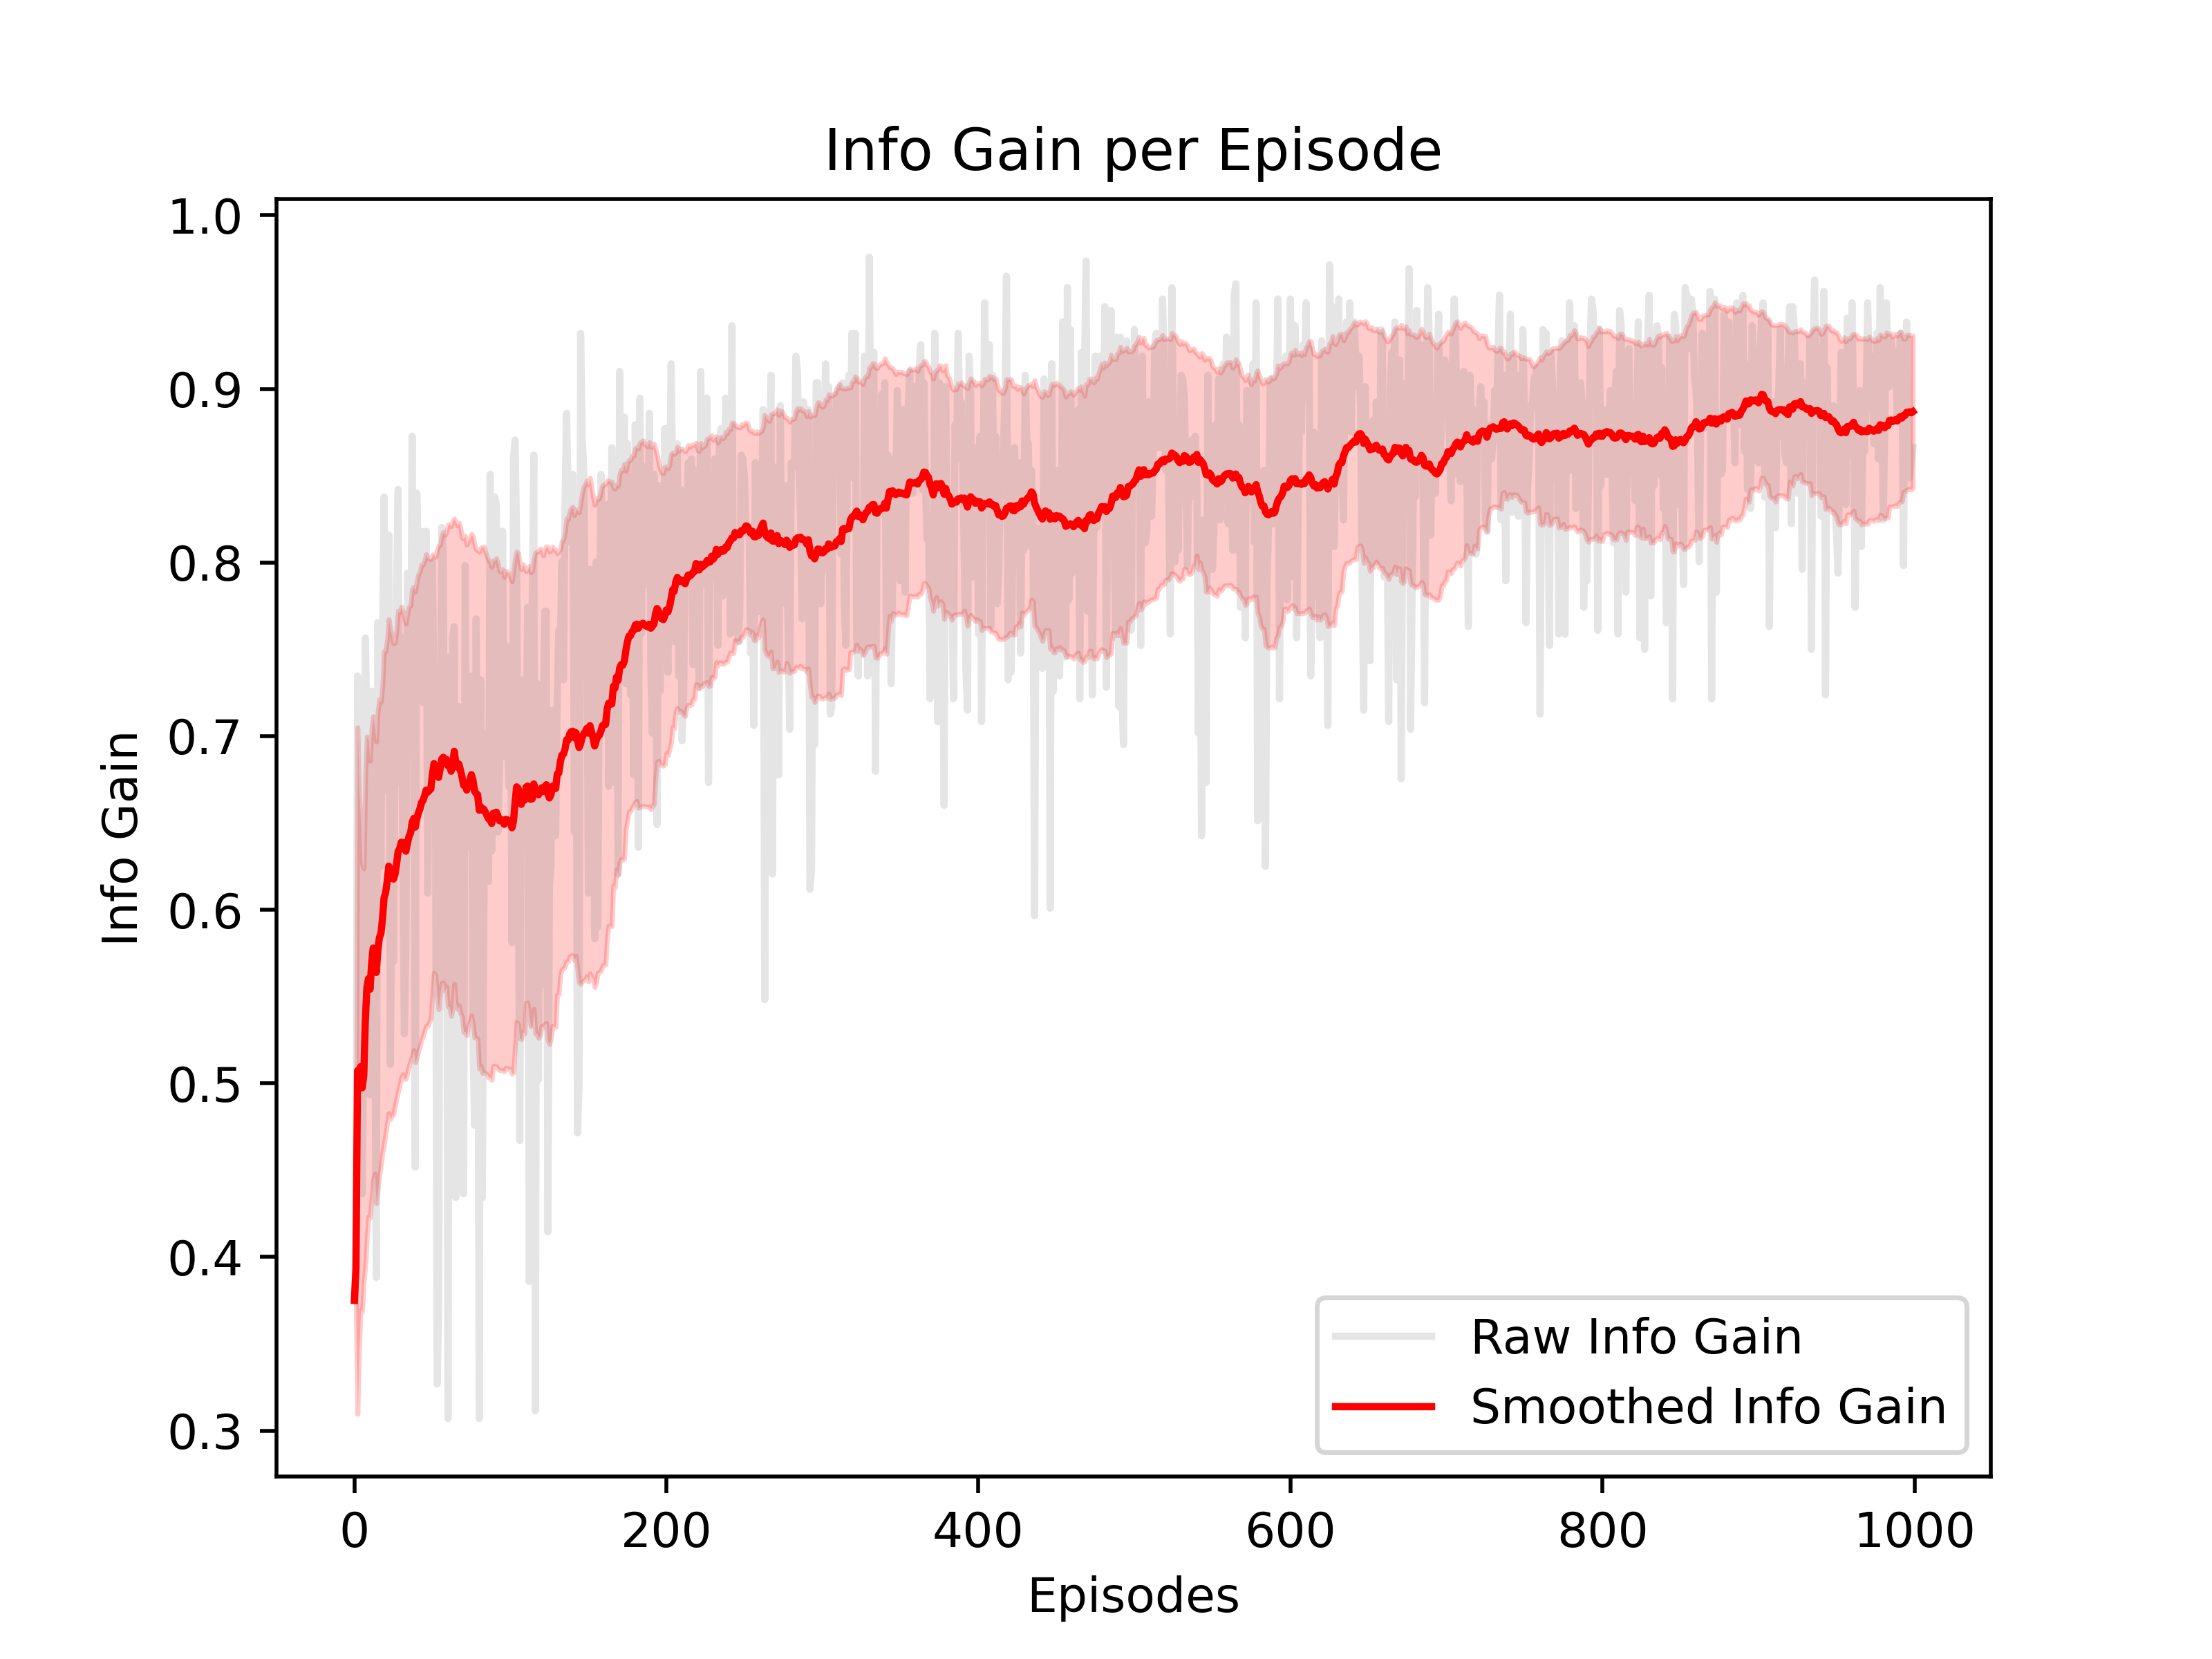 Info Gain per Episode
1.0
0.9
0.8
0.7
0.6
0.5
0.4
0.3
Info Gain
0 200 400 600 800 1000
Episodes
Raw Info Gain
Smoothed Info Gain